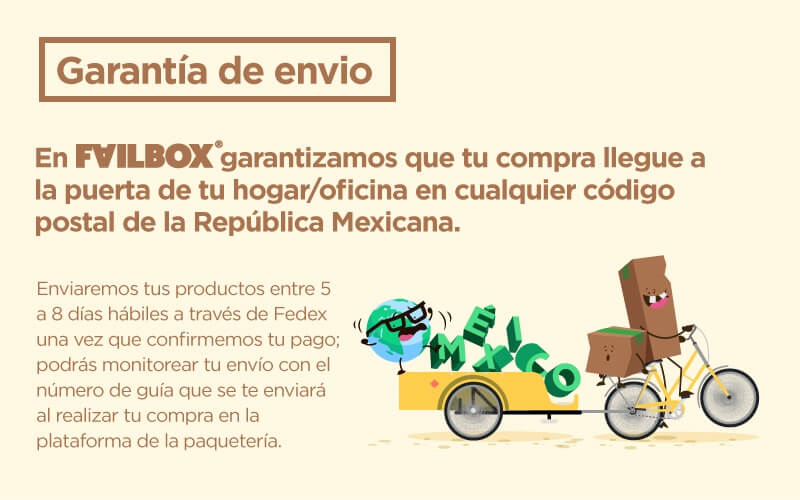 Garantía de envio
En FAILBOX® garantizamos que tu compra llegue a
la puerta de tu hogar/oficina en cualquier código
postal de la República Mexicana.
Enviaremos tus productos entre 5
a 8 días hábiles a través de Fedex
una vez que confirmemos tu pago;
podrás monitorear tu envío con el
número de guía que se te enviará
al realizar tu compra en la
plataforma de la paquetería.
MÉXICO